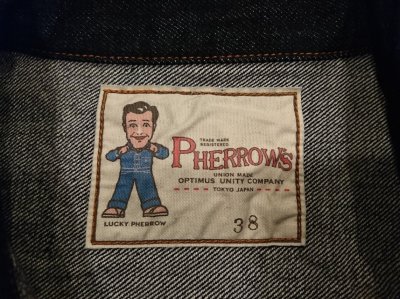 TRADE MARK
REGISTERED
PHERROW'S
UNION MADE
OPTIMUS UNITY COMPANY
TOKYO JAPAN
LUCKY PHERROW
38